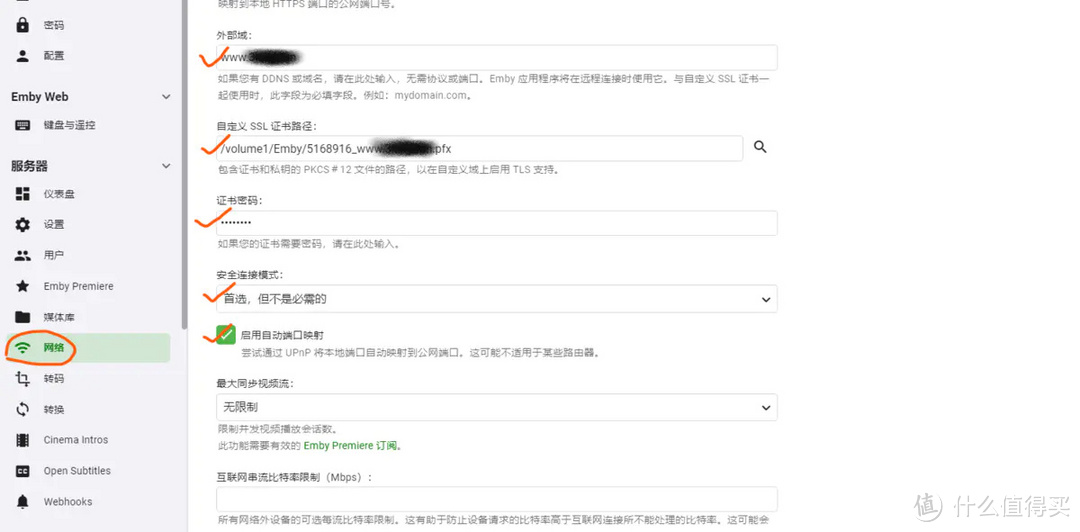 密码
配置
Emby Web
键盘与遥控
服务器
仪表盘
设置
用户
Emby Premiere
媒体库
网络
转码
转换
Cinema Intros
Open Subtitles
Webhooks
映射到本地 HTTPS 端口的公网端口号。
外部域:
www.
如果您有 DDNS 或域名，请在此处输入，无需协议或端口。Emby 应用程序将在远程连接时使用它。与自定义 SSL 证书一
起使用时，此字段为必填字段。例如：mydomain.com。
自定义 SSL 证书路径:
/volume1/Emby/5168916_www. pfx
包含证书和私钥的 PKCS # 12 文件的路径，以在自定义域上启用 TLS 支持。
证书密码:
••••••••
如果您的证书需要密码，请在此处输入。
安全连接模式:
首选，但不是必需的
启用自动端口映射
尝试通过 UPnP 将本地端口自动映射到公网端口。这可能不适用于某些路由器。
最大同步视频流:
无限制
限制并发视频播放会话数。
此功能需要有效的 Emby Premiere 订阅。
互联网串流比特率限制（Mbps）:
所有网络外设备的可选每流比特率限制。这有助于防止设备请求的比特率高于互联网连接所不能处理的比特率。这可能会
值 什么值得买